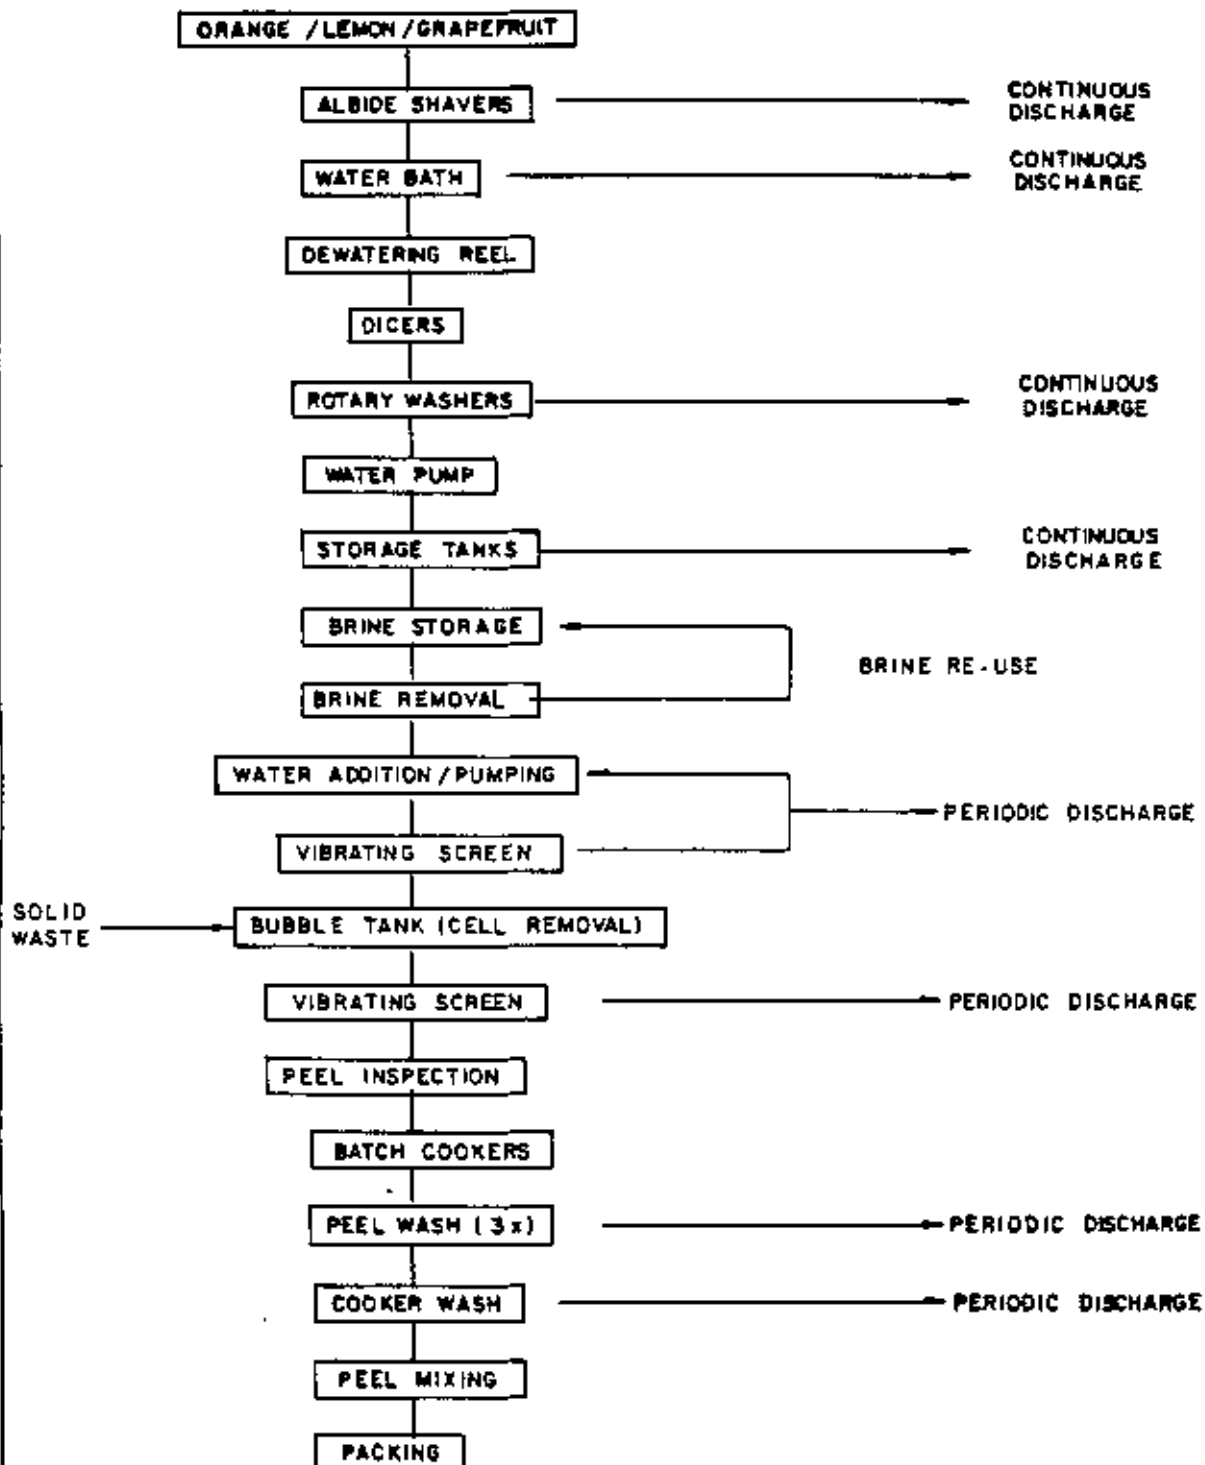 ORANGE / LEMON / GRAPEFRUIT
ALBIDE SHAVERS
CONTINUOUS
DISCHARGE
WATER BATH
CONTINUOUS
DISCHARGE
DEWATERING REEL
DICERS
ROTARY WASHERS
CONTINUOUS
DISCHARGE
WATER PUMP
STORAGE TANKS
CONTINUOUS
DISCHARGE
BRINE STORAGE
BRINE RE-USE
BRINE REMOVAL
WATER ADDITION / PUMPING
PERIODIC DISCHARGE
VIBRATING SCREEN
SOLID
WASTE
BUBBLE TANK (CELL REMOVAL)
VIBRATING SCREEN
PERIODIC DISCHARGE
PEEL INSPECTION
BATCH COOKERS
PEEL WASH (3x)
PERIODIC DISCHARGE
COOKER WASH
PERIODIC DISCHARGE
PEEL MIXING
PACKING